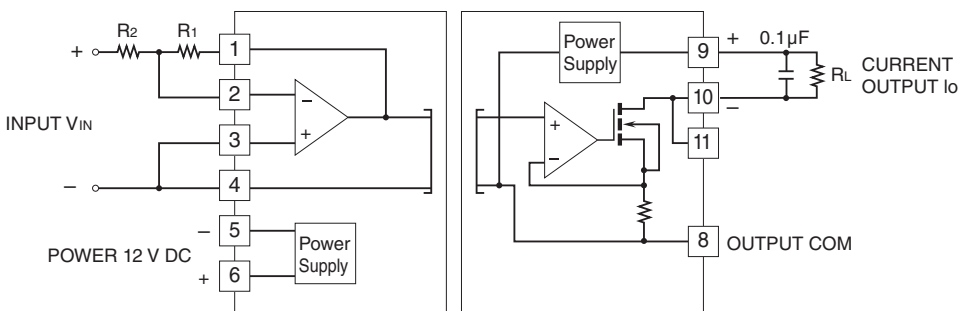 + R2 R1 1
2 −
3 +
INPUT VIN
− 4
5 −
POWER 12 V DC
+ 6
Power
Supply
Power
Supply
9 + 0.1µF
RL
CURRENT
OUTPUT Io
10 −
11
+
−
8 OUTPUT COM